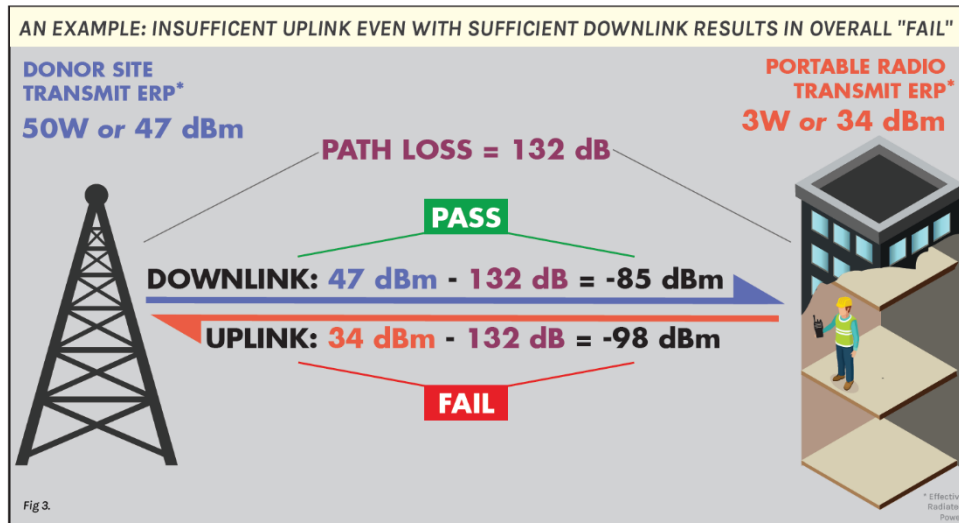 AN EXAMPLE: INSUFFICENT UPLINK EVEN WITH SUFFICIENT DOWNLINK RESULTS IN OVERALL "FAIL"
DONOR SITE
TRANSMIT ERP*
50W or 47 dBm
PORTABLE RADIO
TRANSMIT ERP*
3W or 34 dBm
PATH LOSS = 132 dB
PASS
DOWNLINK: 47 dBm - 132 dB = -85 dBm
UPLINK: 34 dBm - 132 dB = -98 dBm
FAIL
Fig 3.
* Effectiv
Radiate
Powe